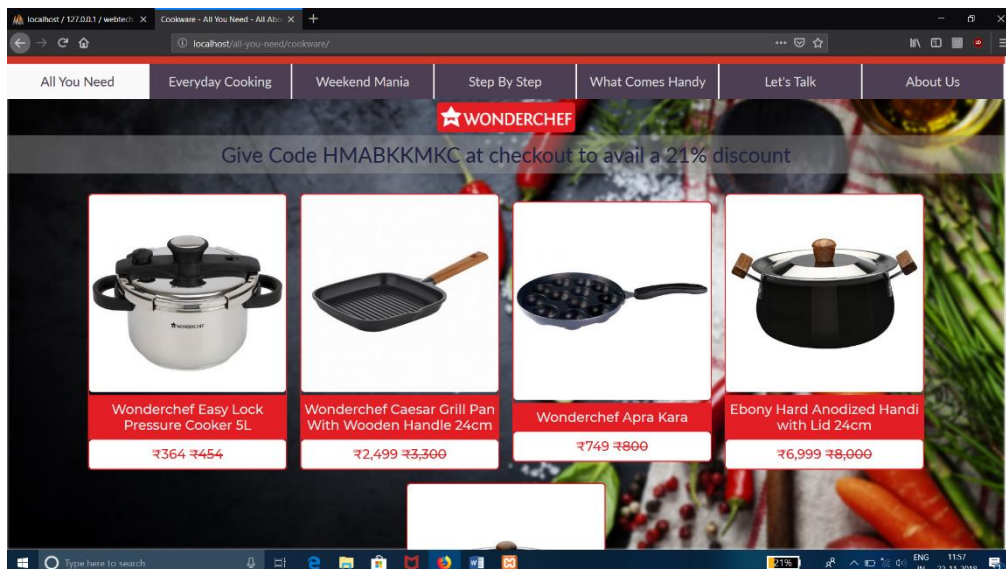 localhost / 127.0.0.1 / webtech
Cookware - All You Need - All Abo
localhost/all-you-need/cookware/
All You Need
Everyday Cooking
Weekend Mania
Step By Step
What Comes Handy
Let's Talk
About Us
WONDERCHEF
Give Code HMABKKMKC at checkout to avail a 21% discount
WONDERCHEF
Wonderchef Easy Lock
Pressure Cooker 5L
₹364 ₹454
Wonderchef Caesar Grill Pan
With Wooden Handle 24cm
₹2,499 ₹3,300
Wonderchef Apra Kara
₹749 ₹800
Ebony Hard Anodized Handi
with Lid 24cm
₹6,999 ₹8,000
Type here to search
21%
ENG
IN
11:57
22-11-2018